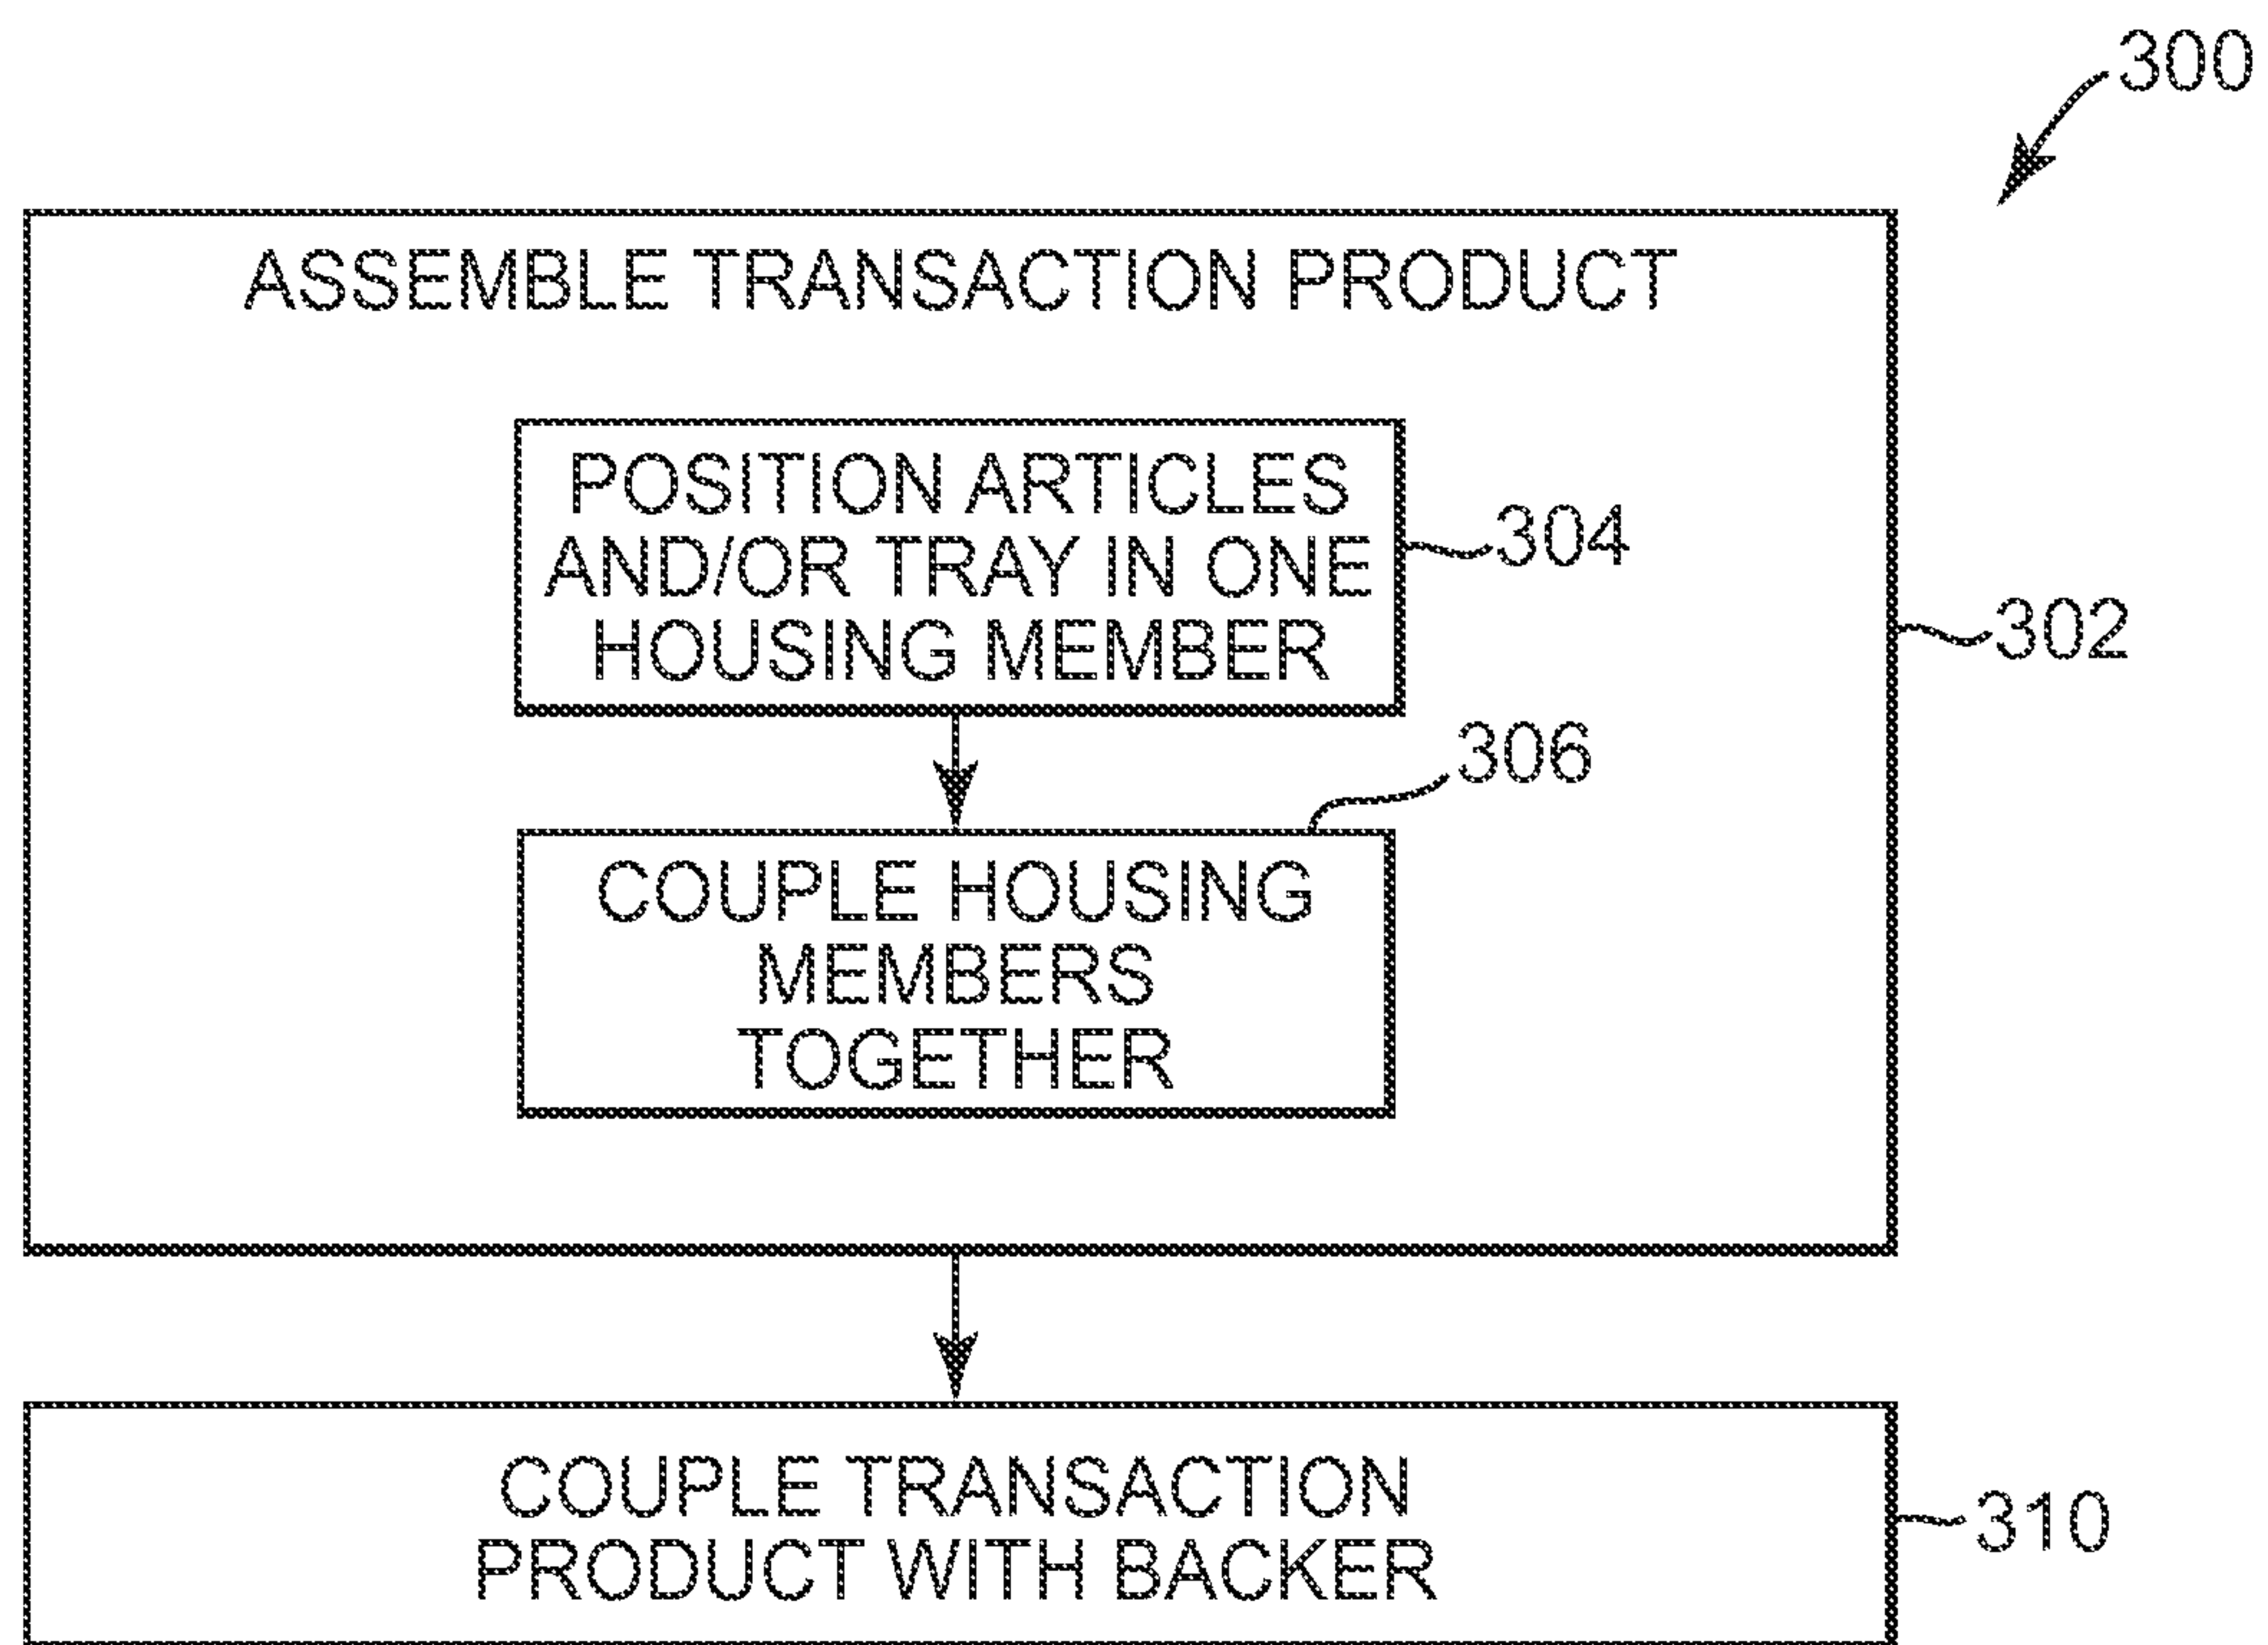 300
ASSEMBLE TRANSACTION PRODUCT
POSITION ARTICLES
AND/OR TRAY IN ONE
HOUSING MEMBER
304
302
306
COUPLE HOUSING
MEMBERS
TOGETHER
COUPLE TRANSACTION
PRODUCT WITH BACKER
310